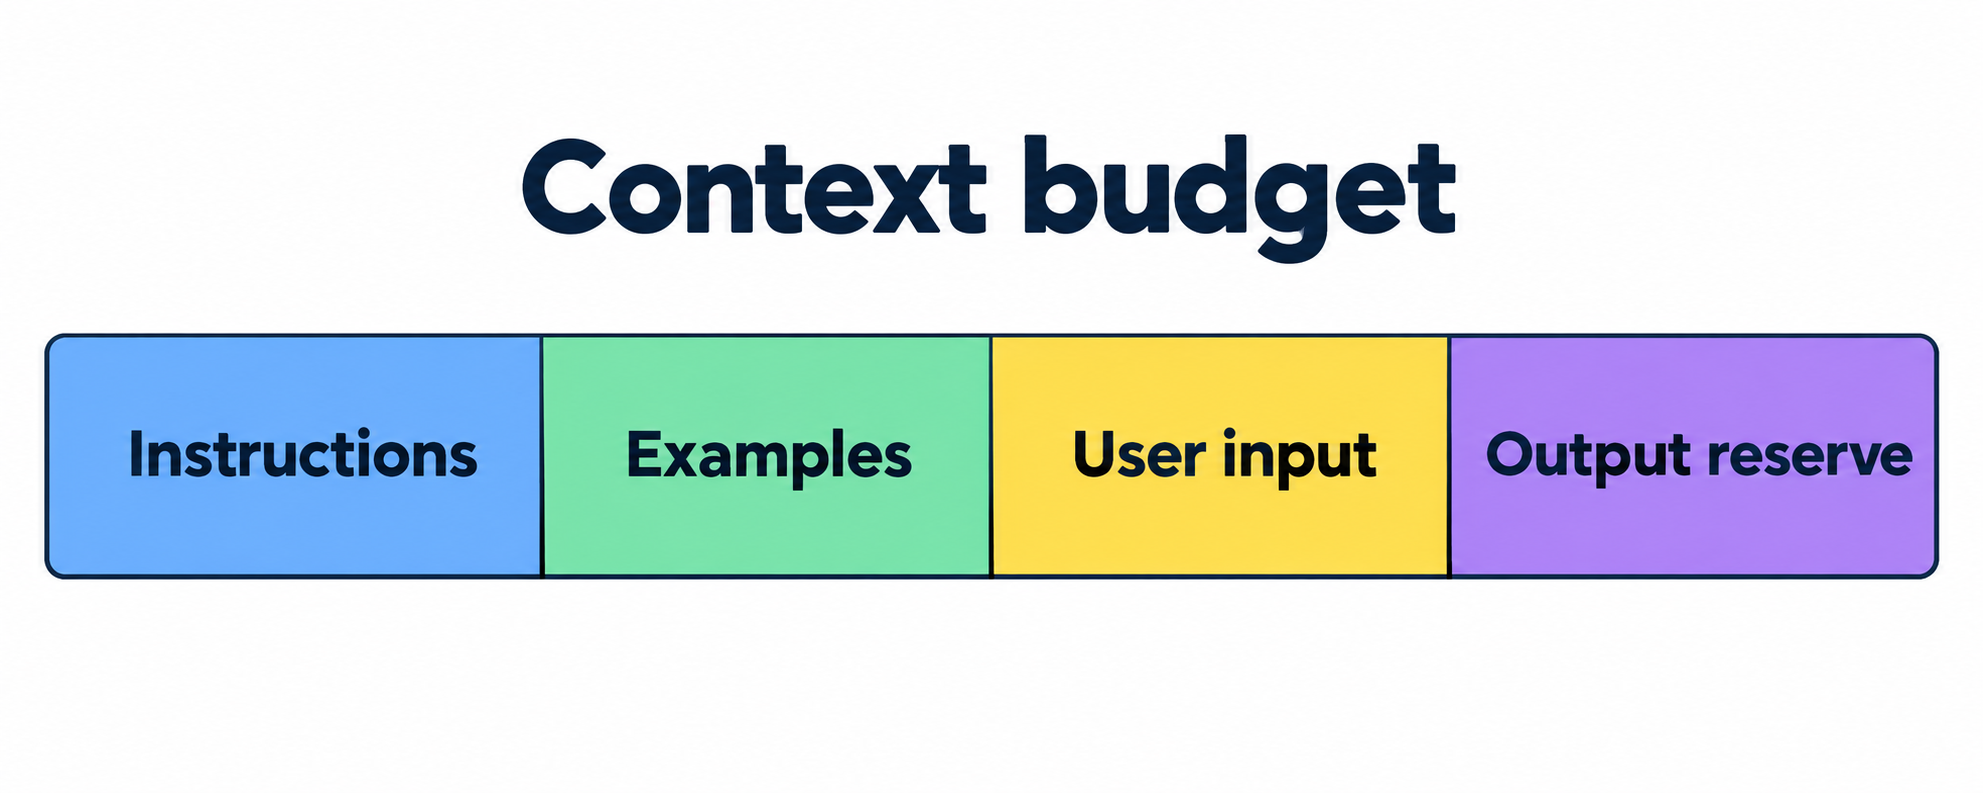 Context budget
Instructions
Examples
User input
Output reserve